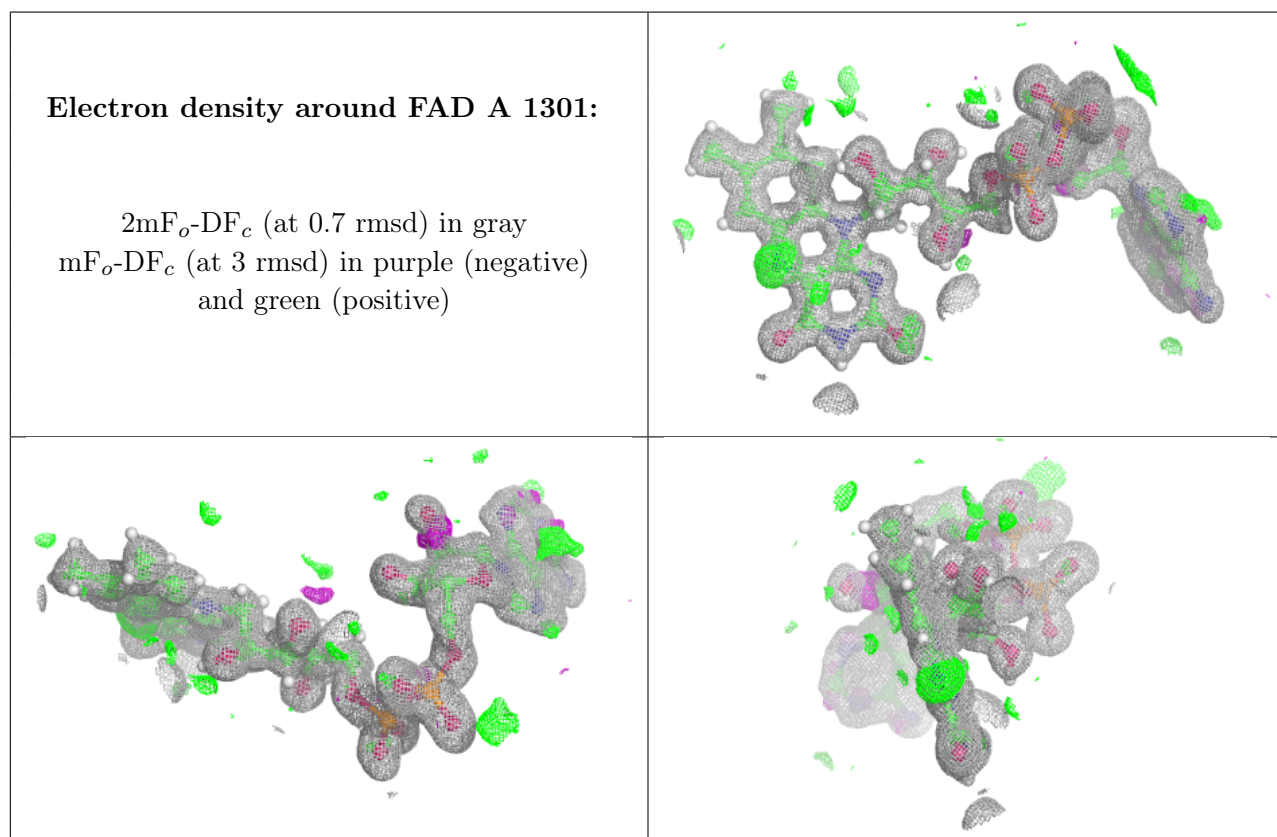 Electron density around FAD A 1301:
2mFo-DFc (at 0.7 rmsd) in gray
mFo-DFc (at 3 rmsd) in purple (negative)
and green (positive)